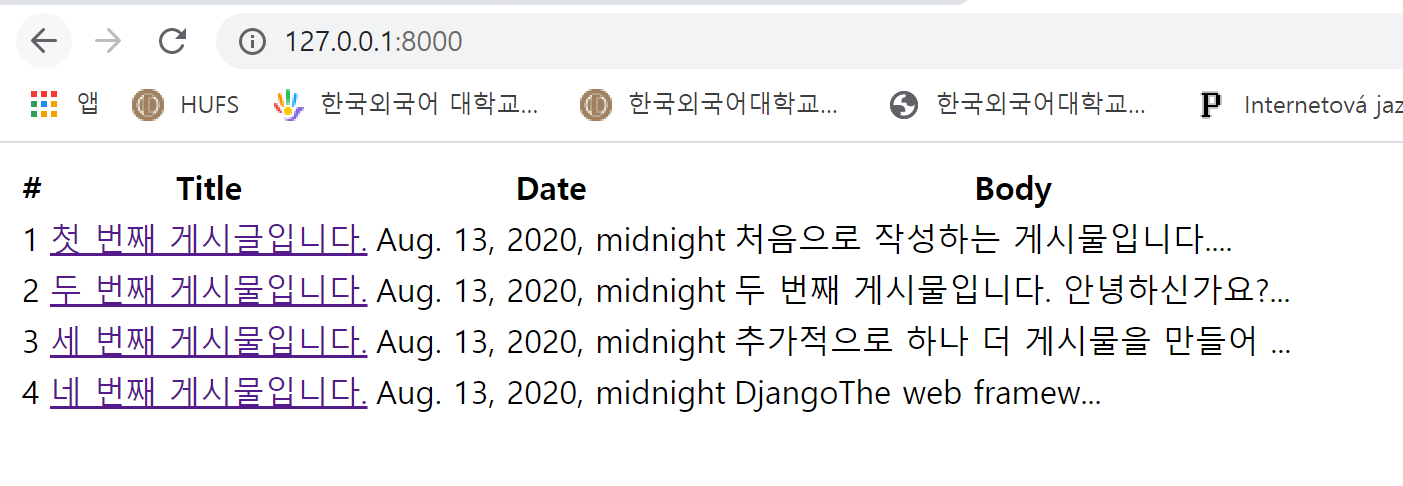 127.0.0.1:8000
앱 HUFS 한국외국어 대학교... 한국외국어대학교... 한국외국어대학교... P Internetová jaz
# Title Date Body
1 첫 번째 게시글입니다. Aug. 13, 2020, midnight 처음으로 작성하는 게시물입니다....
2 두 번째 게시물입니다. Aug. 13, 2020, midnight 두 번째 게시물입니다. 안녕하신가요?...
3 세 번째 게시물입니다. Aug. 13, 2020, midnight 추가적으로 하나 더 게시물을 만들어 ...
4 네 번째 게시물입니다. Aug. 13, 2020, midnight DjangoThe web framew...